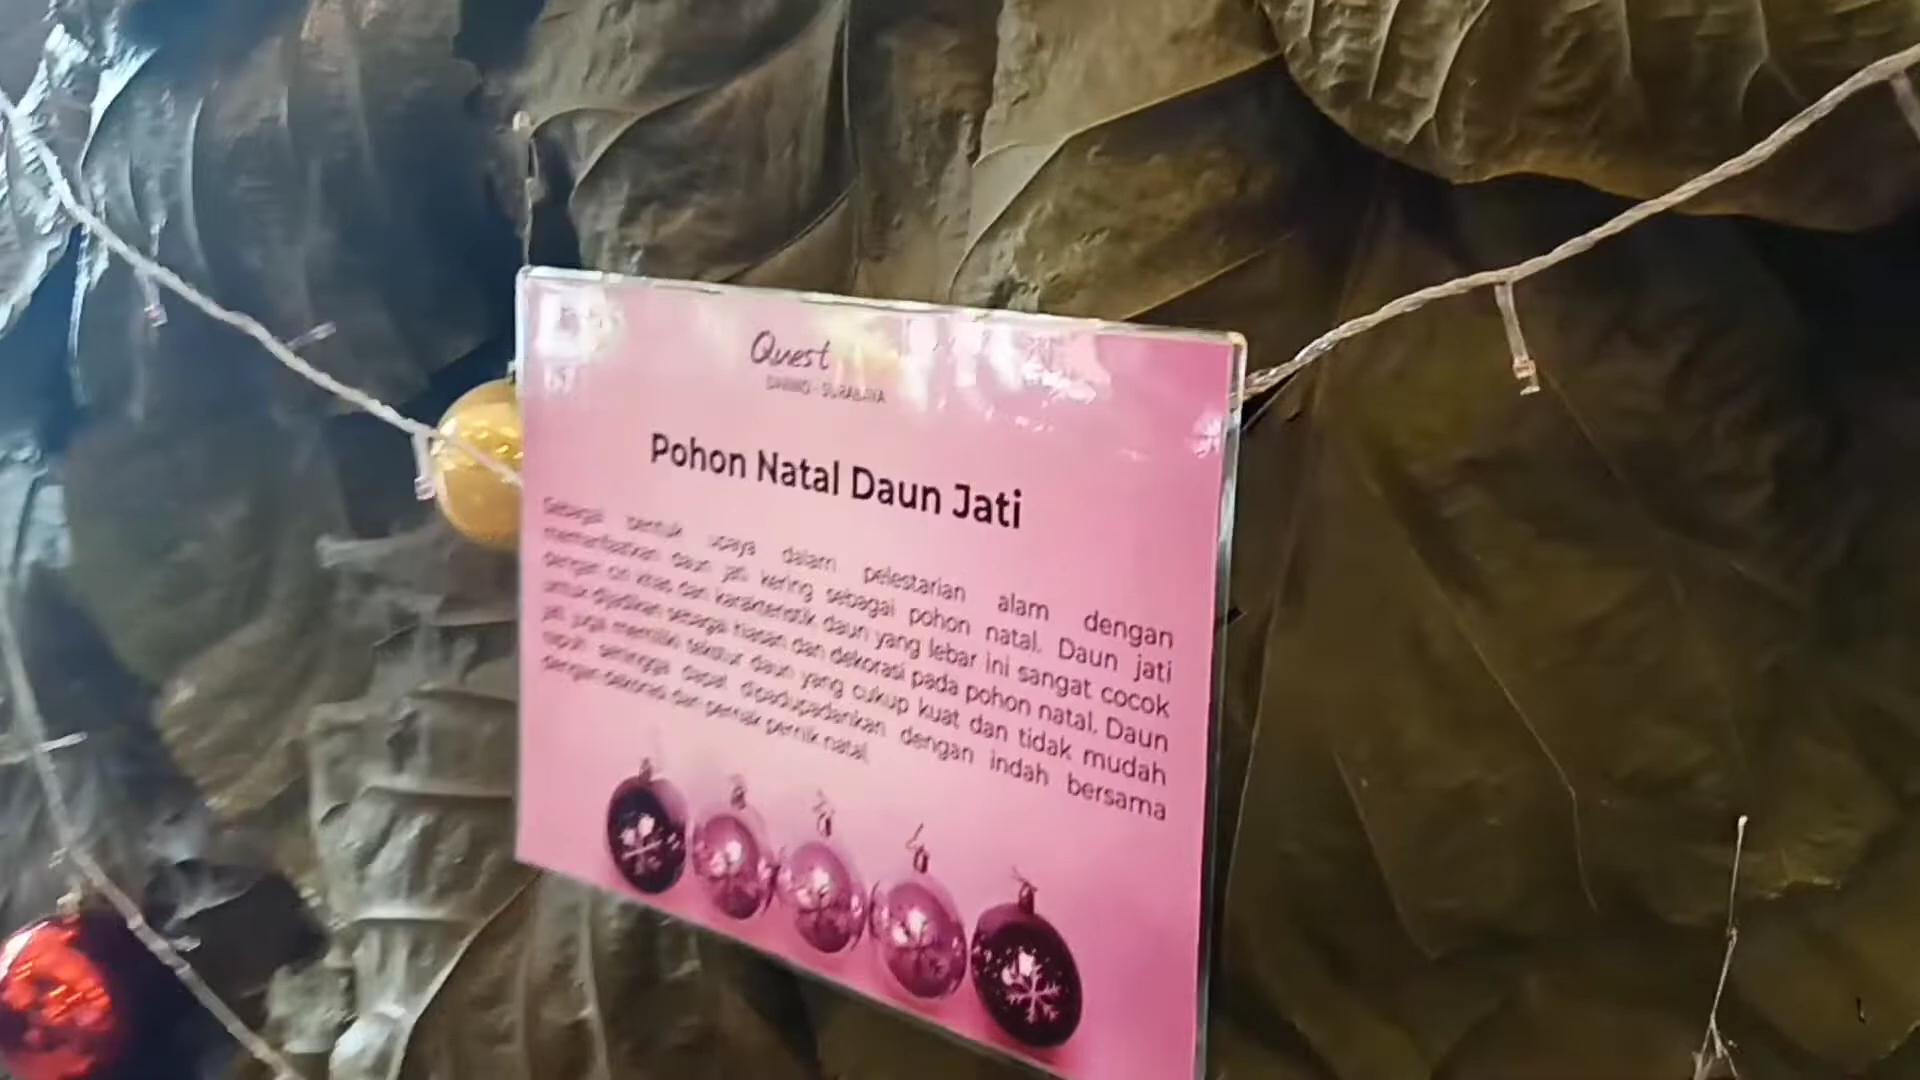 Quest
DARMO - SURABAYA
Pohon Natal Daun Jati
Sebagai bentuk upaya dalam pelestarian alam dengan
memanfaatkan daun jati kering sebagai pohon natal. Daun jati
dengan ciri khas dan karakteristik daun yang lebar ini sangat cocok
untuk dijadikan sebagai hiasan dan dekorasi pada pohon natal. Daun
jati juga memiliki tekstur daun yang cukup kuat dan tidak mudah
rapuh sehingga dapat dipadupadankan dengan indah bersama
dengan dekorasi dan pernak pernik natal.